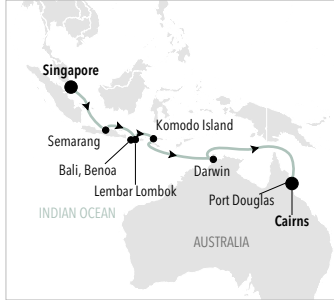 Singapore
Semarang
Komodo Island
Bali, Benoa
Lembar Lombok
Darwin
Port Douglas
Cairns
INDIAN OCEAN
AUSTRALIA